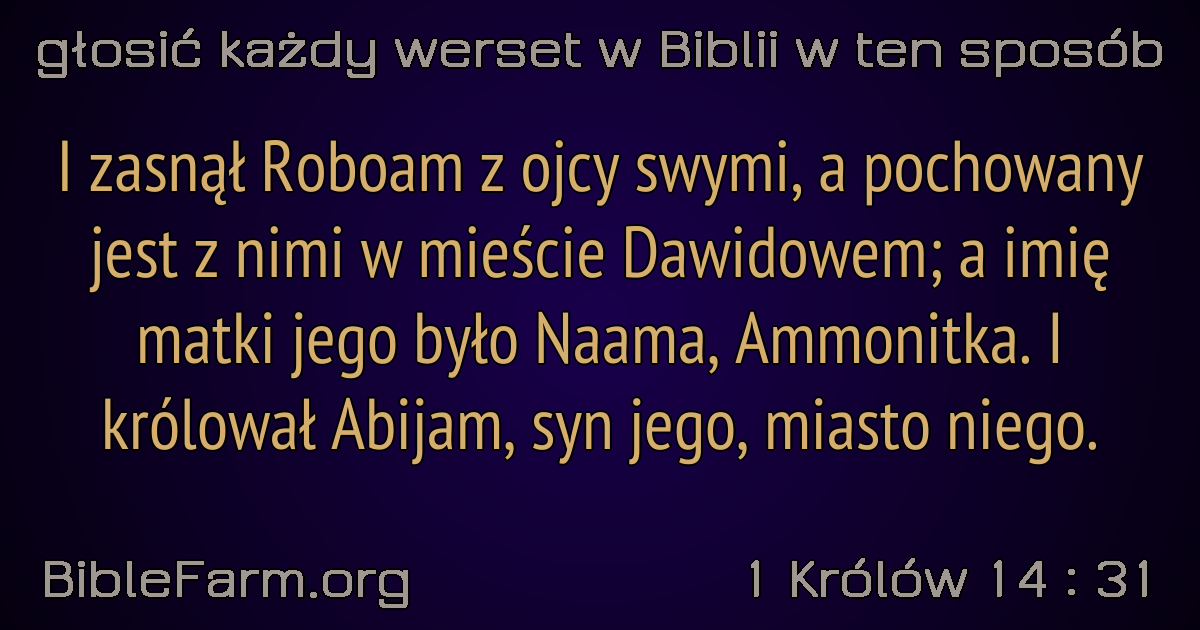 głosić każdy werset w Biblii w ten sposób
I zasnął Roboam z ojcy swymi, a pochowany
jest z nimi w mieście Dawidowem; a imię
matki jego było Naama, Ammonitka. I
królował Abijam, syn jego, miasto niego.
BibleFarm.org
1 Królów 14 : 31